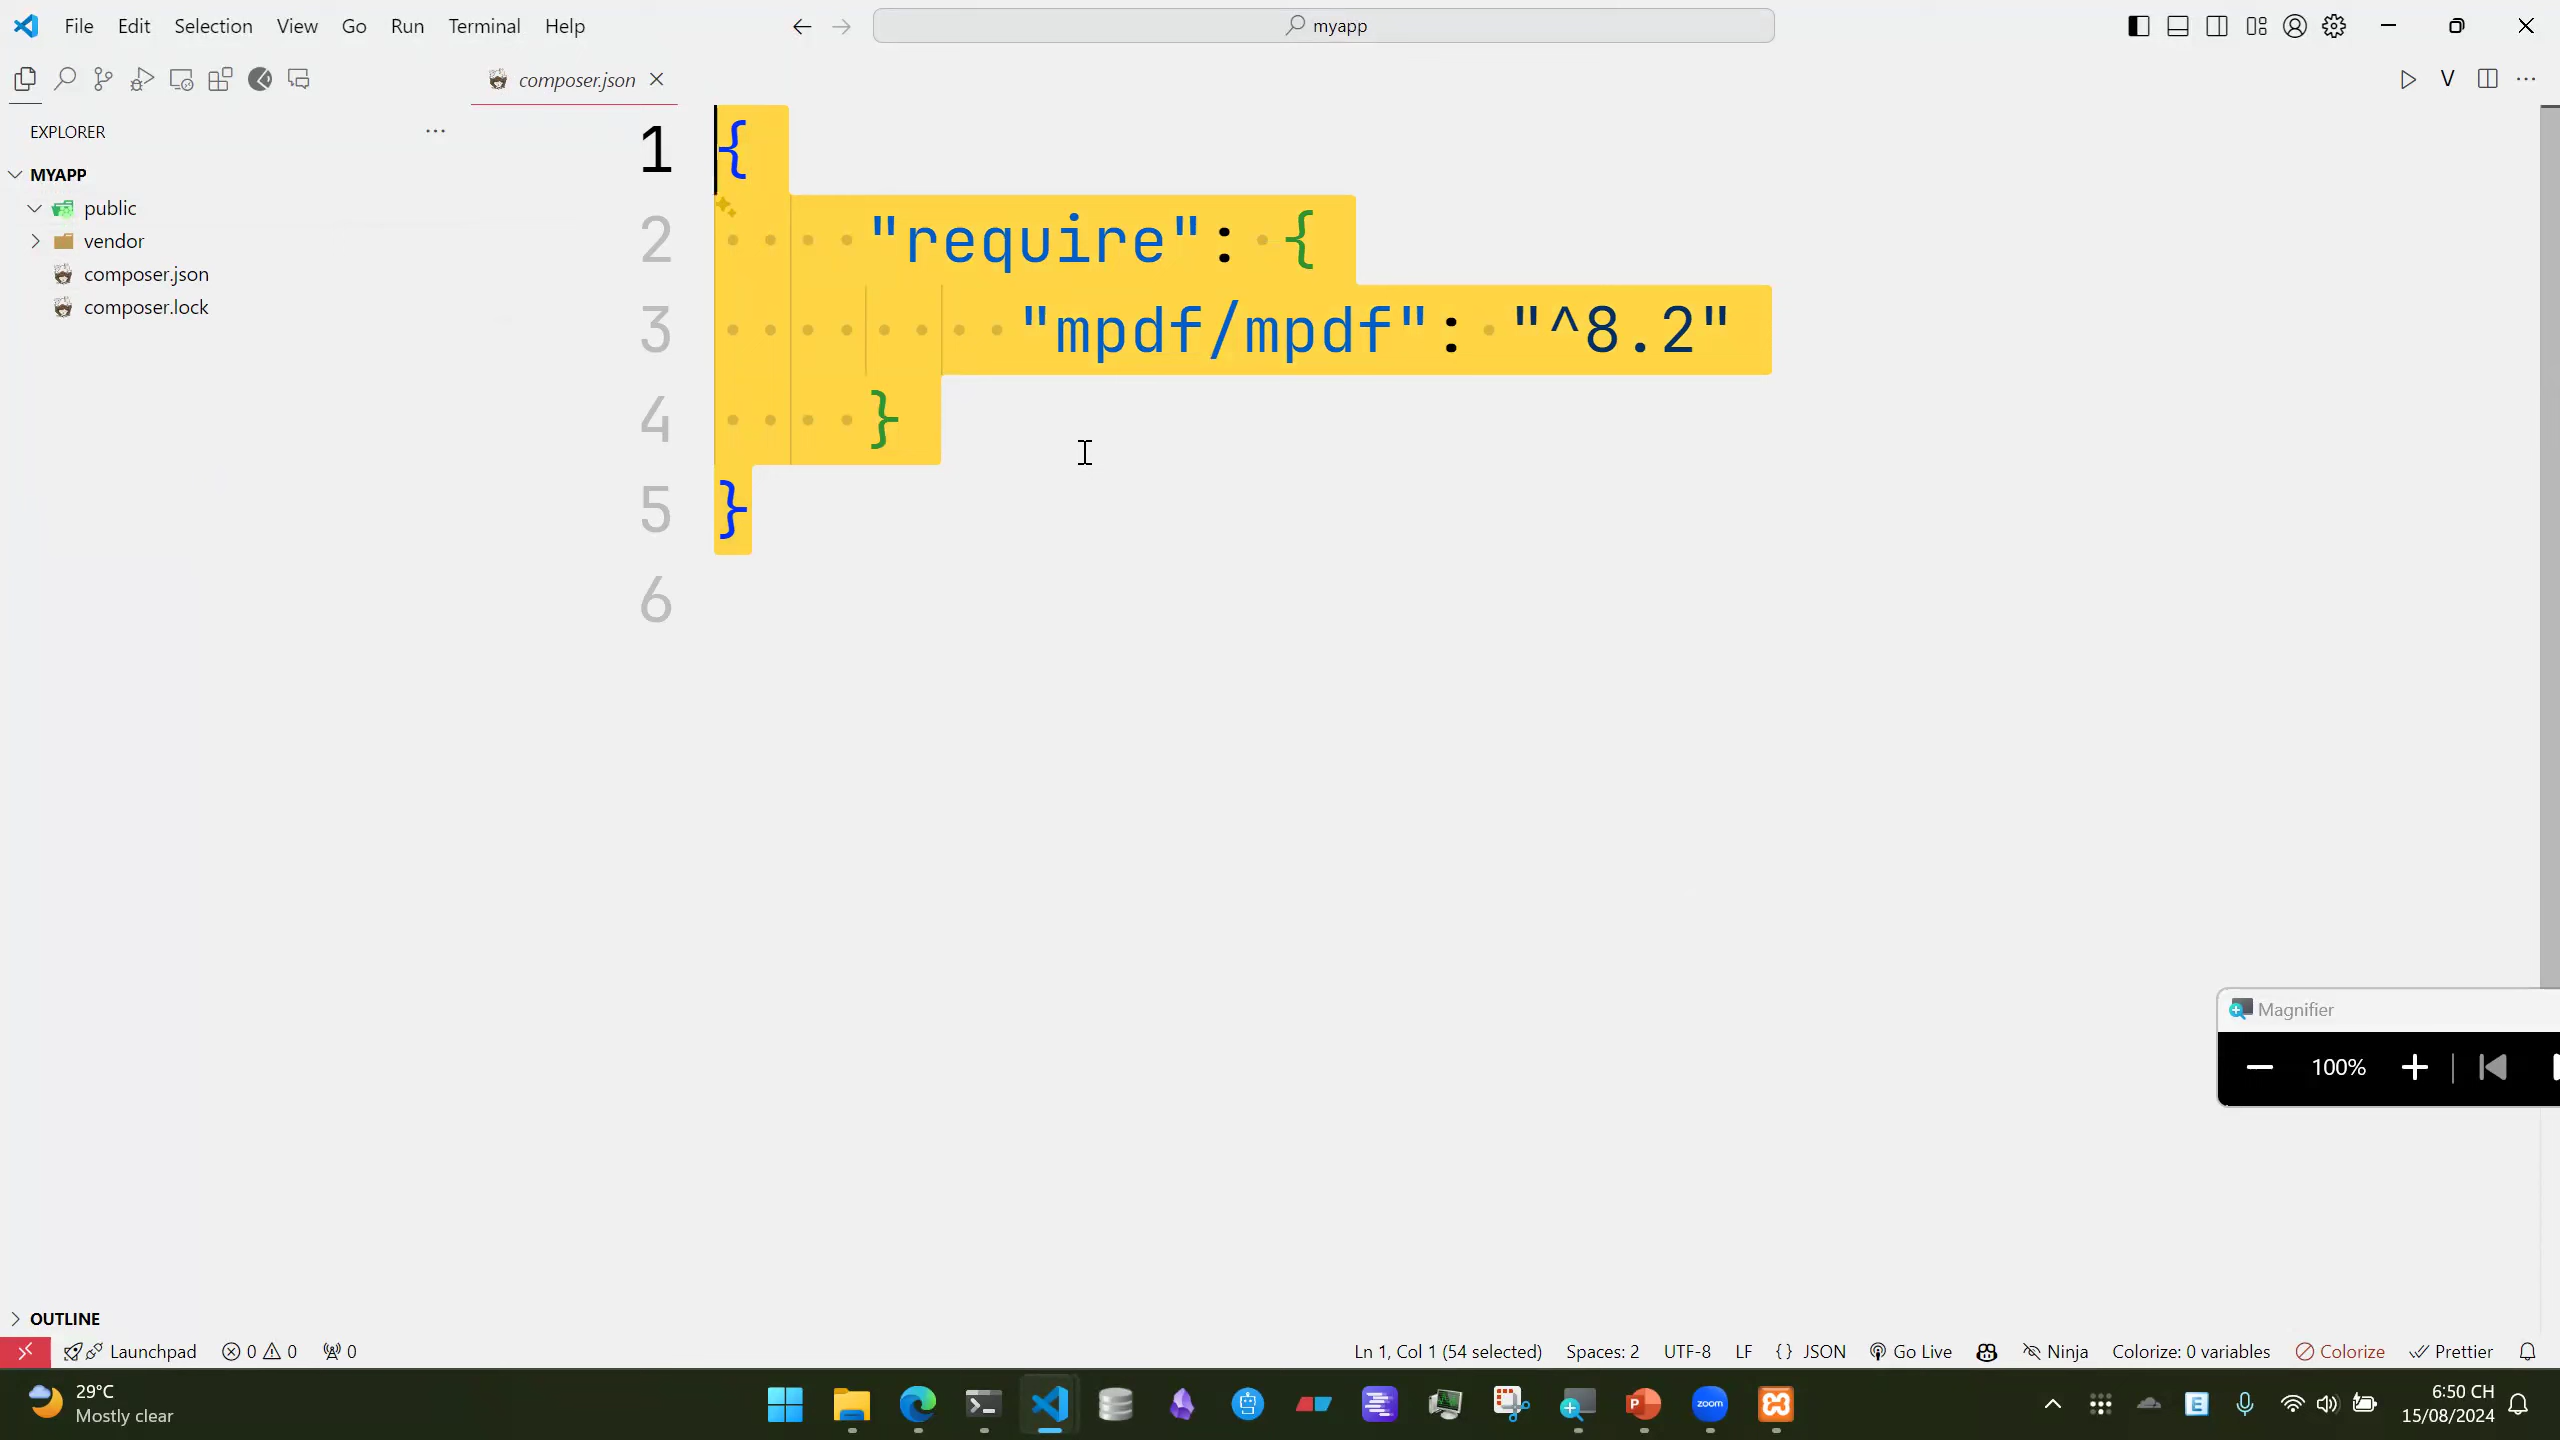 File Edit Selection View Go Run Terminal Help
myapp
composer.json
V
EXPLORER
MYAPP
public
vendor
composer.json
composer.lock
1 {
2 "require": {
3 "mpdf/mpdf": "^8.2"
4 }
5 }
6
Magnifier
100%
OUTLINE
Launchpad 0 0 0
Ln 1, Col 1 (54 selected) Spaces: 2 UTF-8 LF {} JSON Go Live Ninja Colorize: 0 variables Colorize Prettier
29°C
Mostly clear
zoom
6:50 CH
15/08/2024